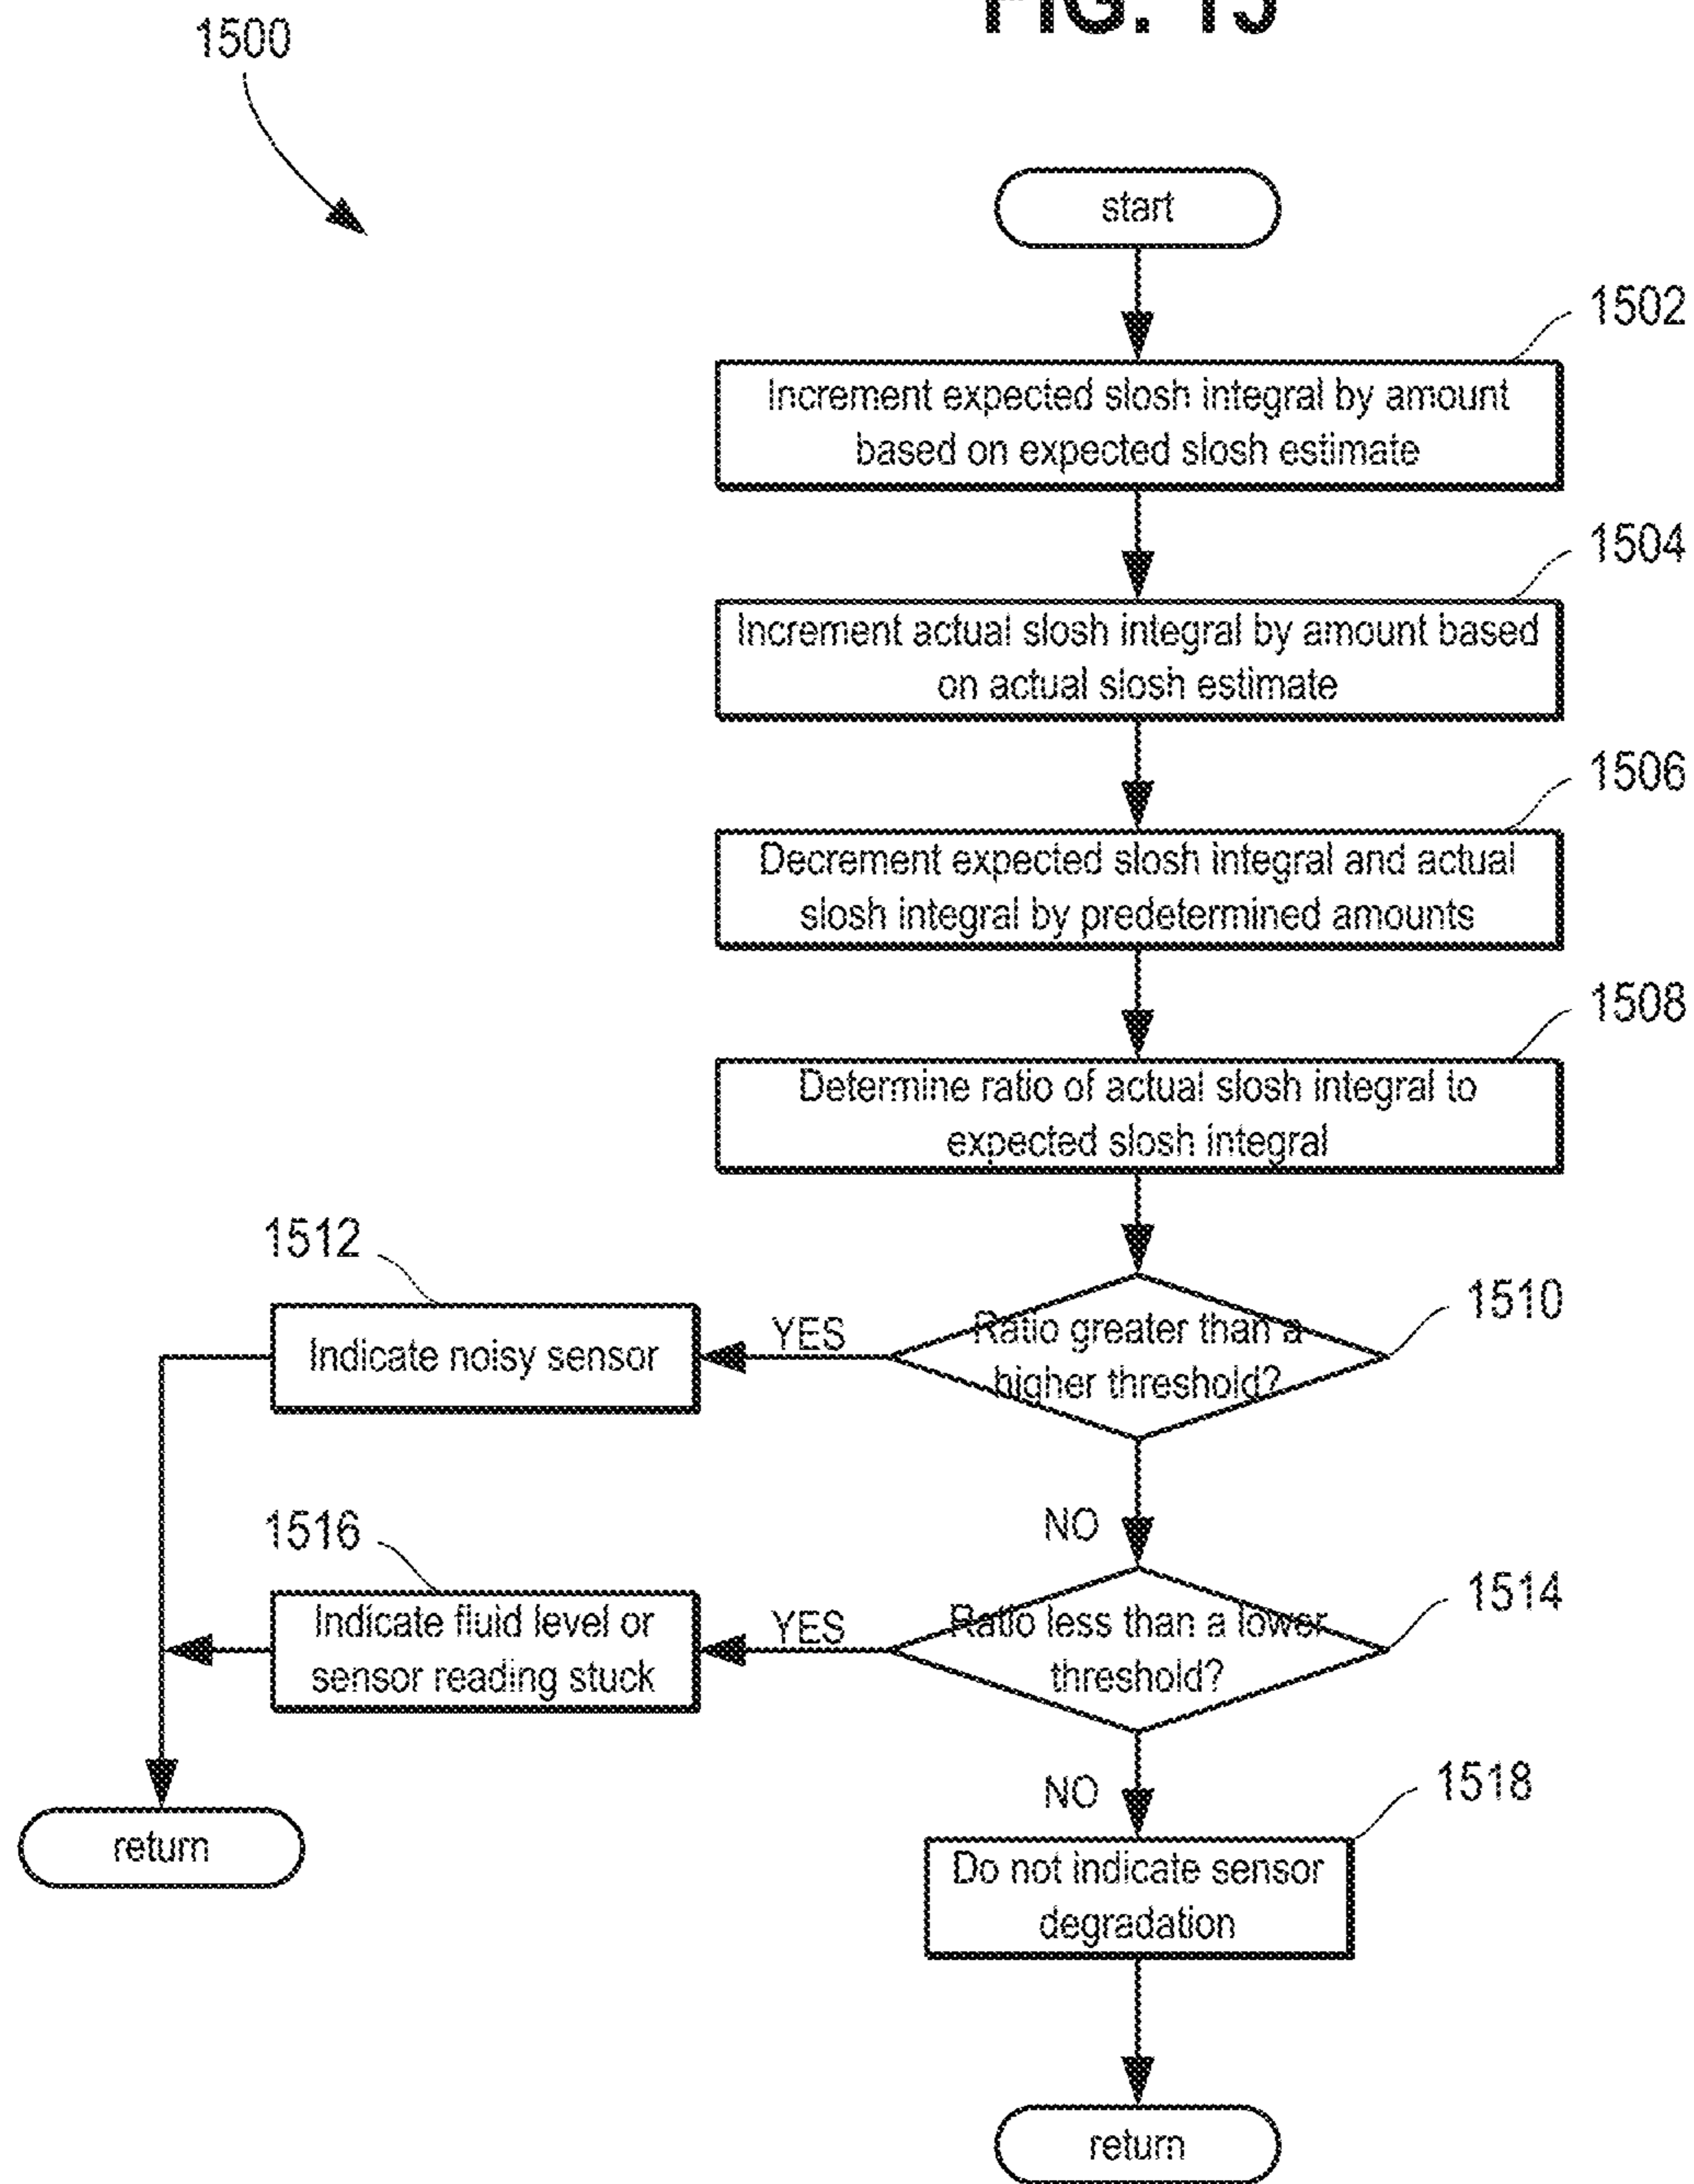 FIG. 15
1500
start
1502
Increment expected slosh integral by amount
based on expected slosh estimate
1504
Increment actual slosh integral by amount based
on actual slosh estimate
1506
Decrement expected slosh integral and actual
slosh integral by predetermined amounts
1508
Determine ratio of actual slosh integral to
expected slosh integral
1512
1510
Indicate noisy sensor
YES
Ratio greater than a
higher threshold?
NO
1516
1514
Indicate fluid level or
sensor reading stuck
YES
Ratio less than a lower
threshold?
NO
1518
return
Do not indicate sensor
degradation
return